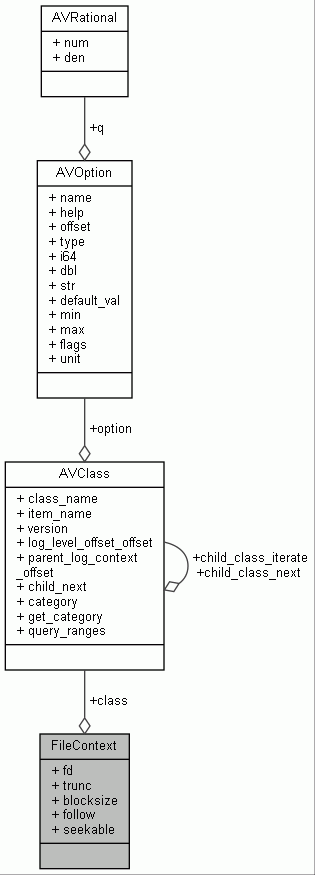 AVRational
+ num
+ den
+q
AVOption
+ name
+ help
+ offset
+ type
+ i64
+ dbl
+ str
+ default_val
+ min
+ max
+ flags
+ unit
+option
AVClass
+ class_name
+ item_name
+ version
+ log_level_offset_offset
+ parent_log_context
_offset
+ child_next
+ category
+ get_category
+ query_ranges
+child_class_iterate
+child_class_next
+class
FileContext
+ fd
+ trunc
+ blocksize
+ follow
+ seekable